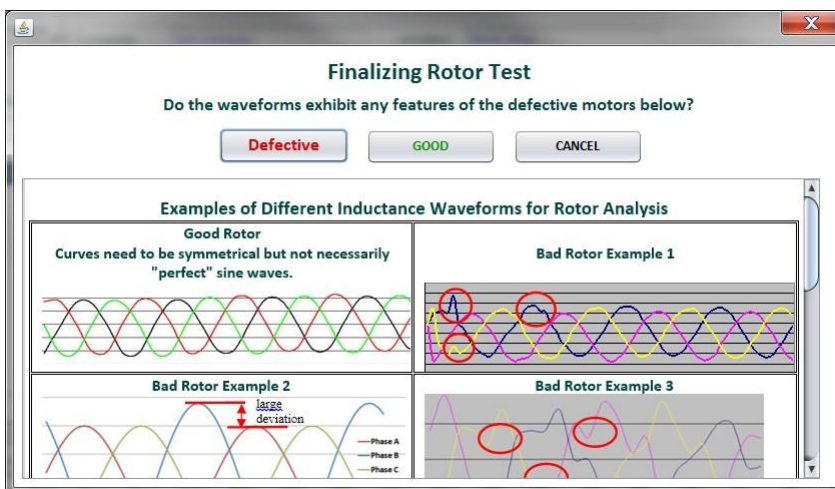 Finalizing Rotor Test
Do the waveforms exhibit any features of the defective motors below?
Defective
GOOD
CANCEL
Examples of Different Inductance Waveforms for Rotor Analysis
Good Rotor
Curves need to be symmetrical but not necessarily
"perfect" sine waves.
Bad Rotor Example 1
Bad Rotor Example 2
large
deviation
Phase A
Phase B
Phase C
Bad Rotor Example 3